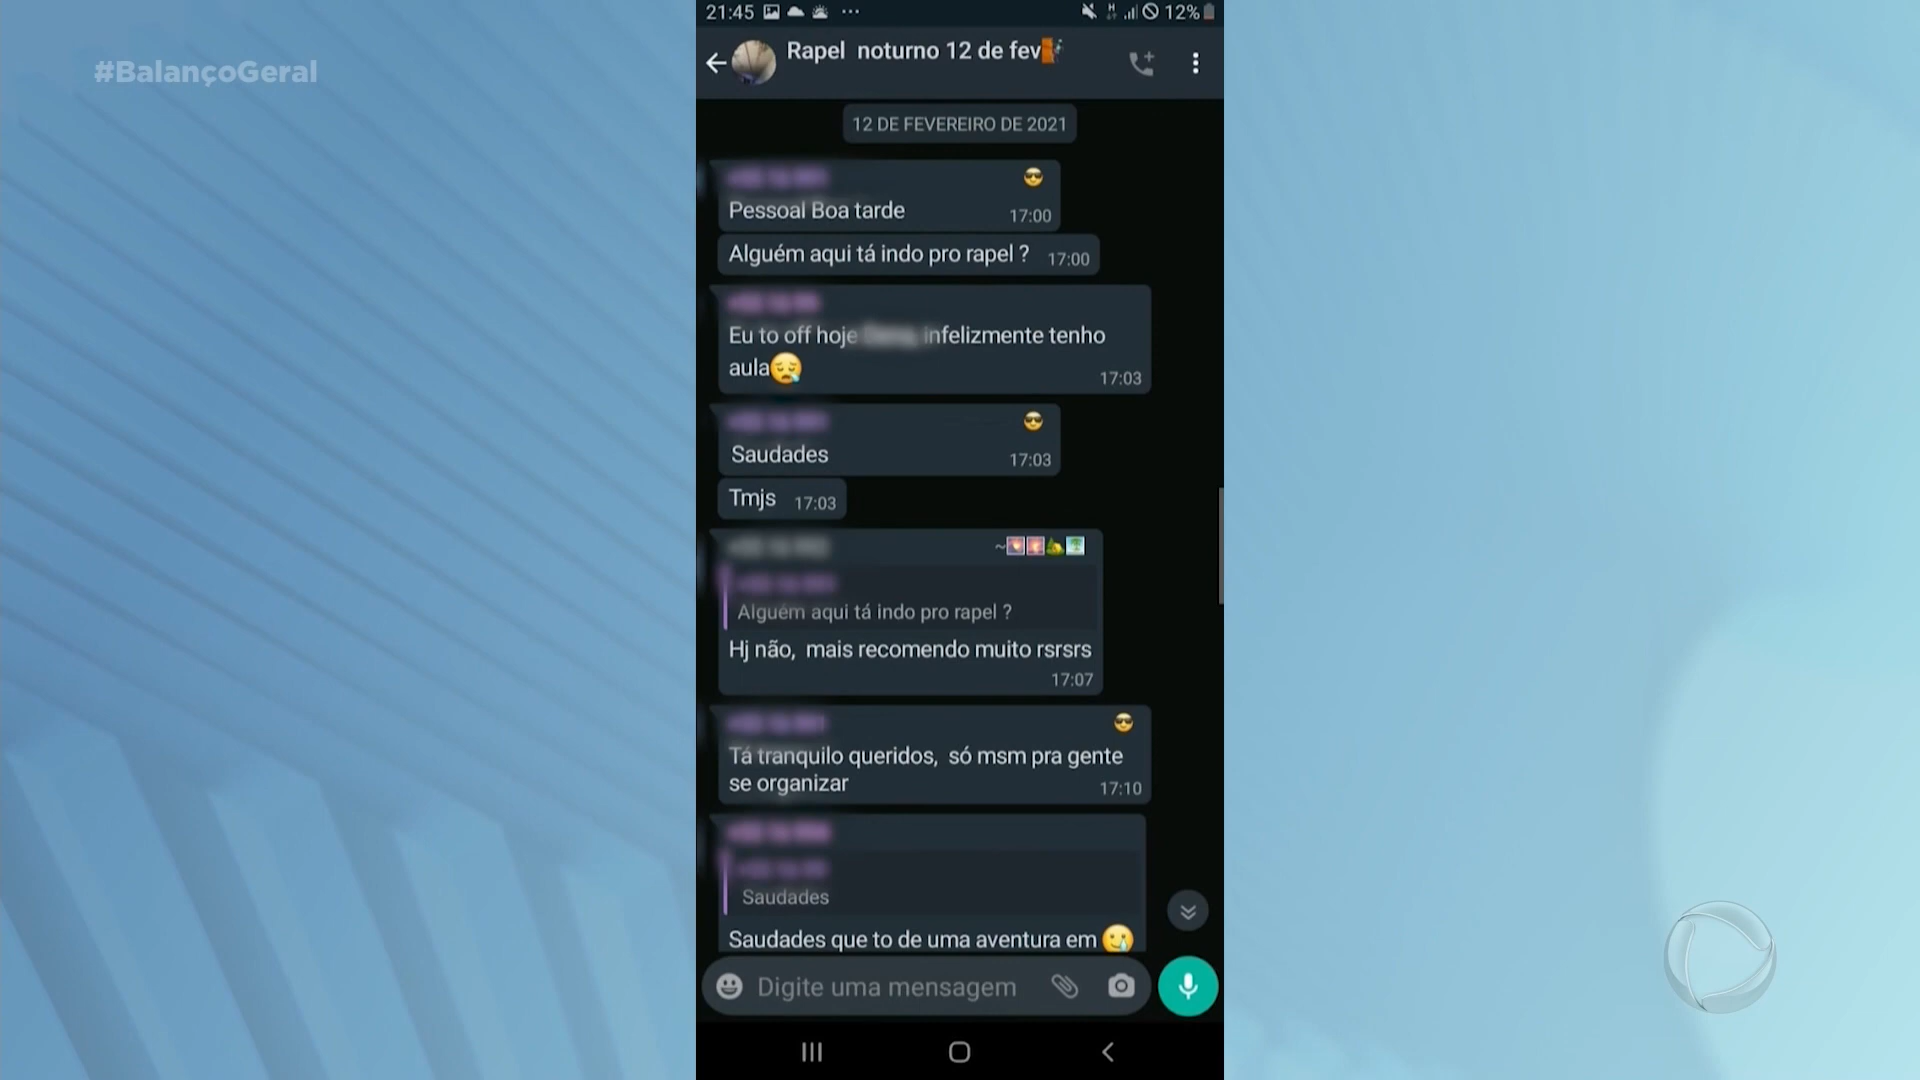 21:45
12%
#BalançoGeral
Rapel noturno 12 de fev
12 DE FEVEREIRO DE 2021
Pessoal Boa tarde
17:00
Alguém aqui tá indo pro rapel ?
17:00
Eu to off hoje infelizmente tenho
aula
17:03
Saudades
17:03
Tmjs
17:03
~
Alguém aqui tá indo pro rapel ?
Hj não, mais recomendo muito rsrsrs
17:07
Tá tranquilo queridos, só msm pra gente
se organizar
17:10
Saudades
Saudades que to de uma aventura em
Digite uma mensagem